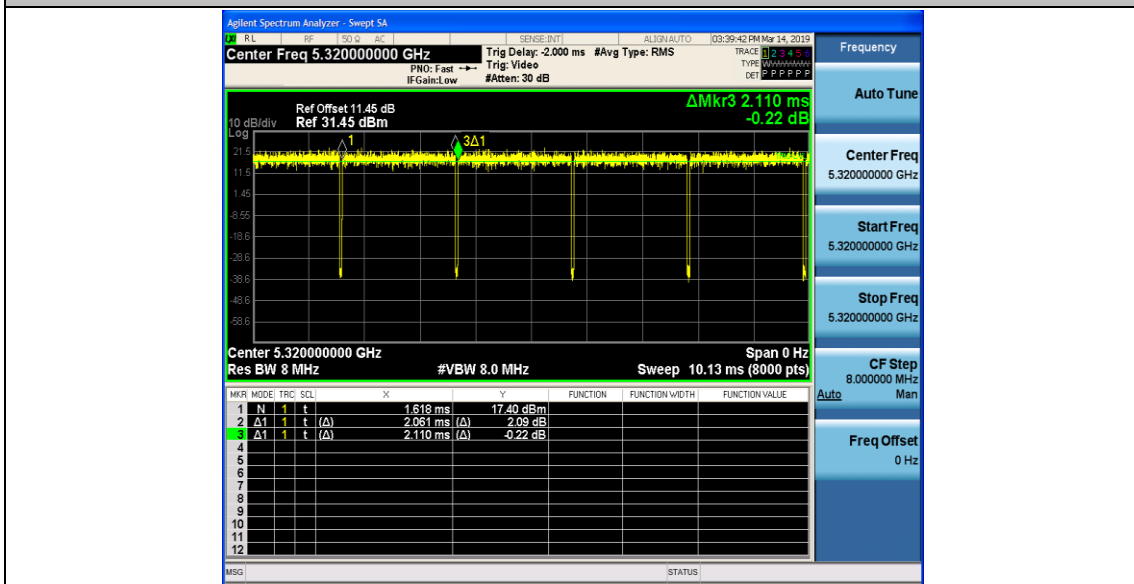 Agilent Spectrum Analyzer - Swept SA
RL RF 50 Ω AC SENSE:INT ALIGN AUTO 03:39:42 PM Mar 14, 2019
Center Freq 5.320000000 GHz
Trig Delay: -2.000 ms #Avg Type: RMS
TRACE 1 2 3 4 5 6
PNO: Fast Trig: Video
TYPE WWWWWW
IFGain:Low #Atten: 30 dB
DET P P P P P P
Frequency
Auto Tune
Ref Offset 11.45 dB
ΔMkr3 2.110 ms
10 dB/div Ref 31.45 dBm
-0.22 dB
Log
1
3Δ1
21.5
11.5
1.45
-8.55
-18.6
-28.6
-38.6
-48.6
-58.6
Center 5.320000000 GHz Span 0 Hz
Res BW 8 MHz #VBW 8.0 MHz Sweep 10.13 ms (8000 pts)
Center Freq
5.320000000 GHz
Start Freq
5.320000000 GHz
Stop Freq
5.320000000 GHz
CF Step
8.000000 MHz
Auto Man
Freq Offset
0 Hz
MKR MODE TRC SCL X Y FUNCTION FUNCTION WIDTH FUNCTION VALUE
1 N 1 t 1.618 ms 17.40 dBm
2 Δ1 1 t (Δ) 2.061 ms (Δ) 2.09 dB
3 Δ1 1 t (Δ) 2.110 ms (Δ) -0.22 dB
4
5
6
7
8
9
10
11
12
MSG STATUS